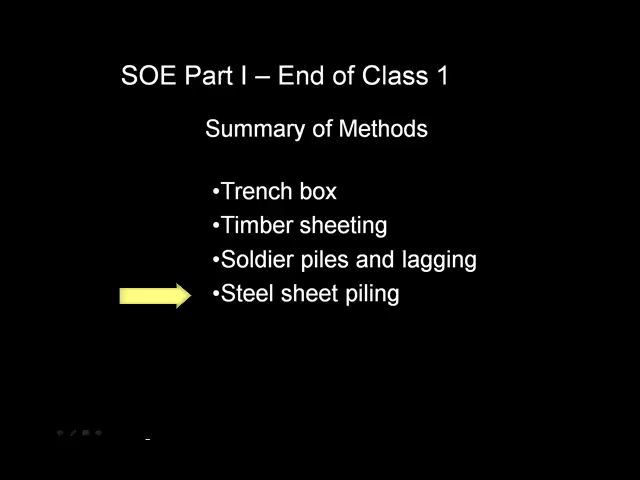 SOE Part I – End of Class 1
Summary of Methods
•Trench box
•Timber sheeting
•Soldier piles and lagging
•Steel sheet piling